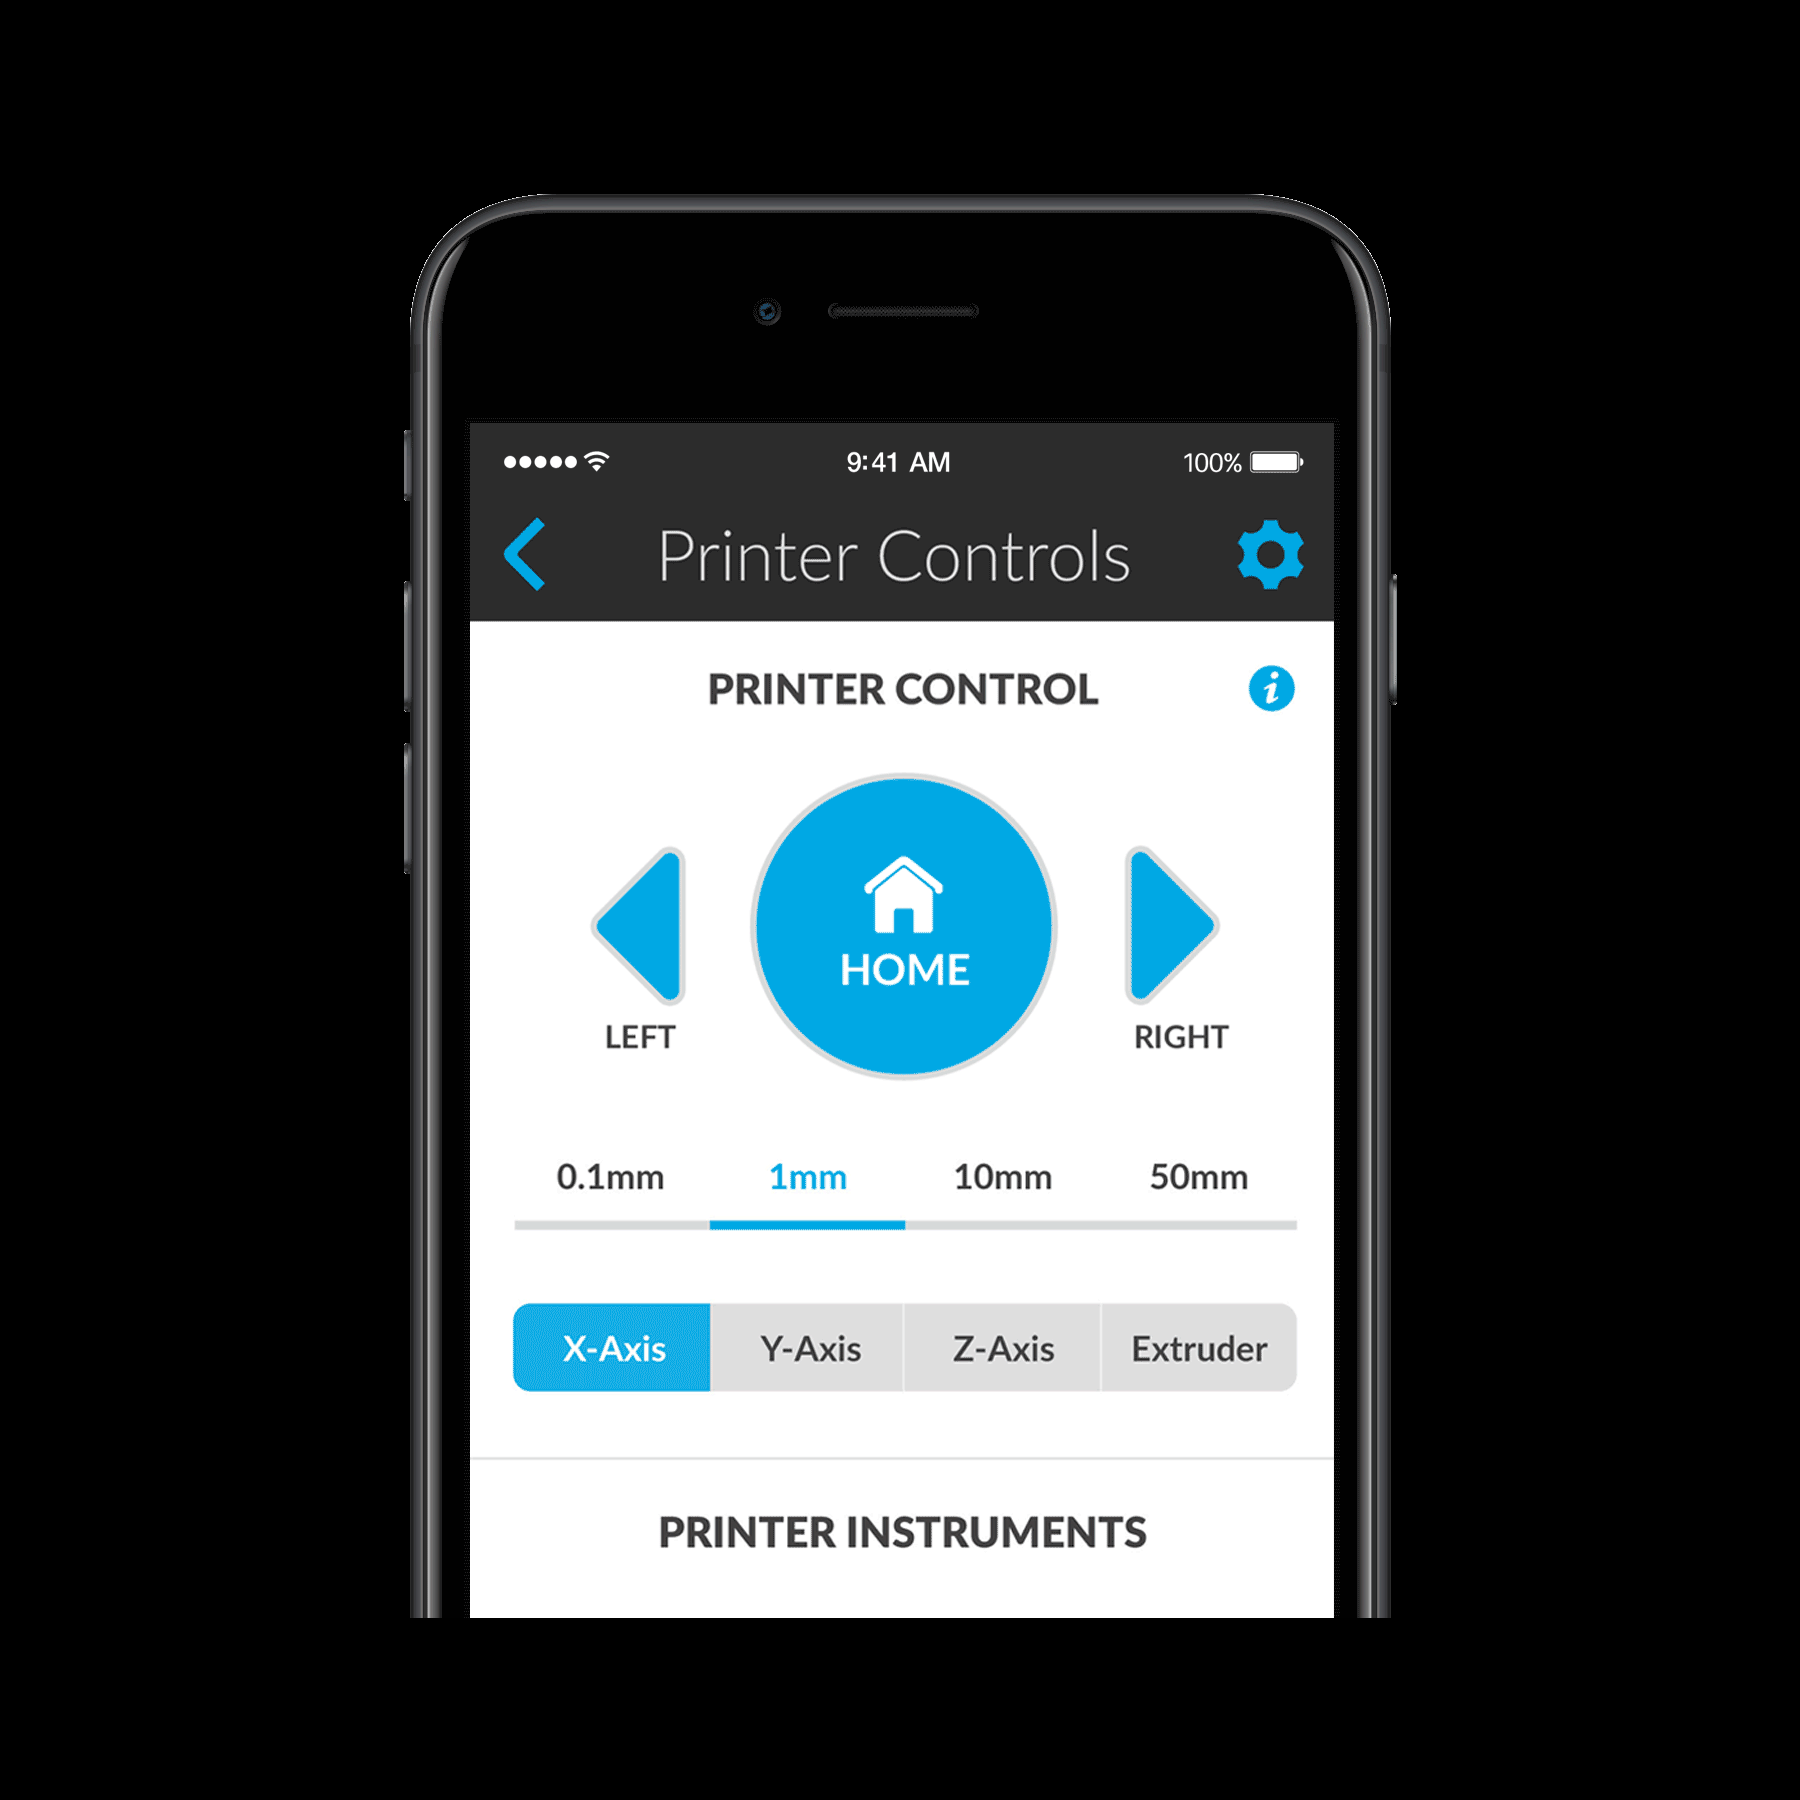 9:41 AM 100%
Printer Controls
PRINTER CONTROL i
HOME
LEFT RIGHT
0.1mm 1mm 10mm 50mm
X-Axis Y-Axis Z-Axis Extruder
PRINTER INSTRUMENTS